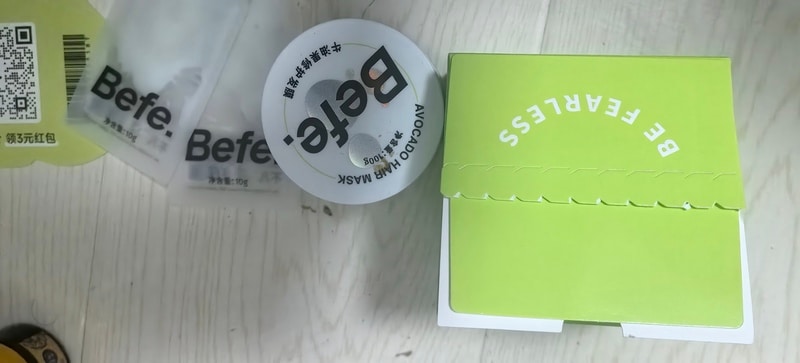 领3元红包
Befe.
净含量:10g
Befe.
净含量:10g
牛油果修护发膜
Befe.
净含量:300g
AVOCADO HAIR MASK
BE FEARLESS